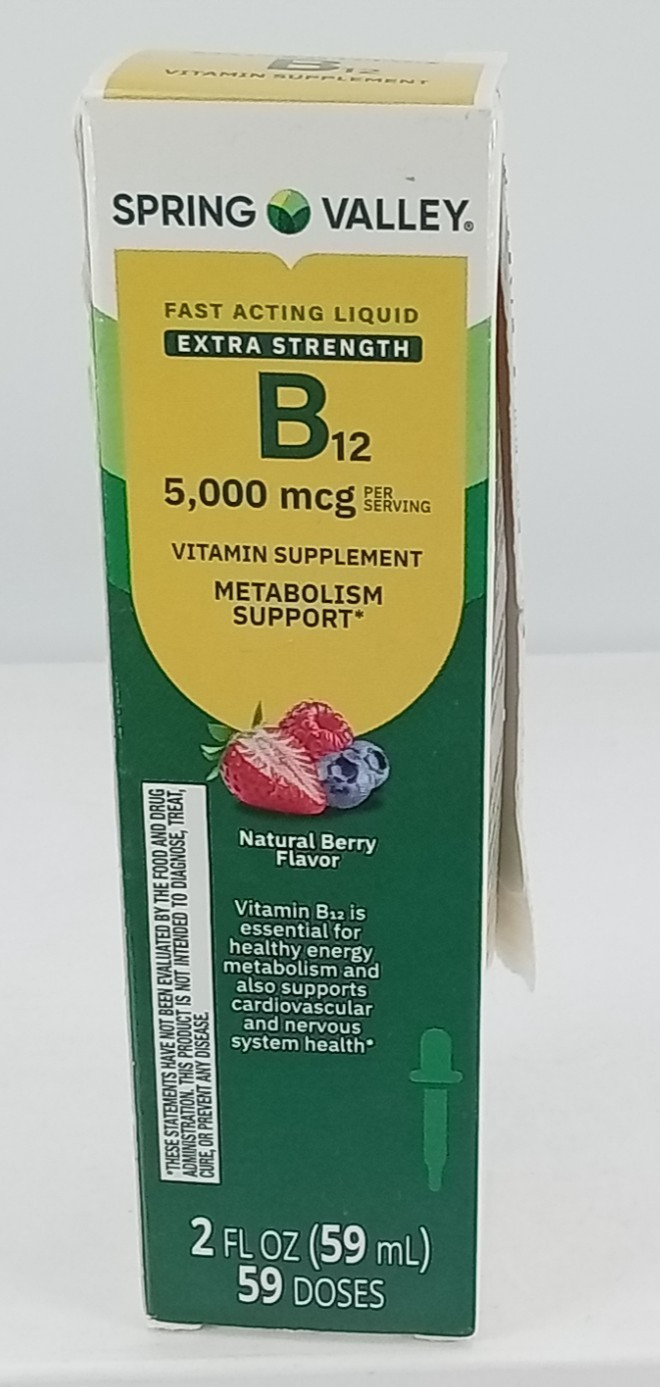 B12
VITAMIN SUPPLEMENT
SPRING VALLEY®
FAST ACTING LIQUID
EXTRA STRENGTH
B12
5,000 mcg PER SERVING
VITAMIN SUPPLEMENT
METABOLISM
SUPPORT*
Natural Berry
Flavor
Vitamin B12 is
essential for
healthy energy
metabolism and
also supports
cardiovascular
and nervous
system health*
*THESE STATEMENTS HAVE NOT BEEN EVALUATED BY THE FOOD AND DRUG
ADMINISTRATION. THIS PRODUCT IS NOT INTENDED TO DIAGNOSE, TREAT,
CURE, OR PREVENT ANY DISEASE.
2 FL OZ (59 mL)
59 DOSES